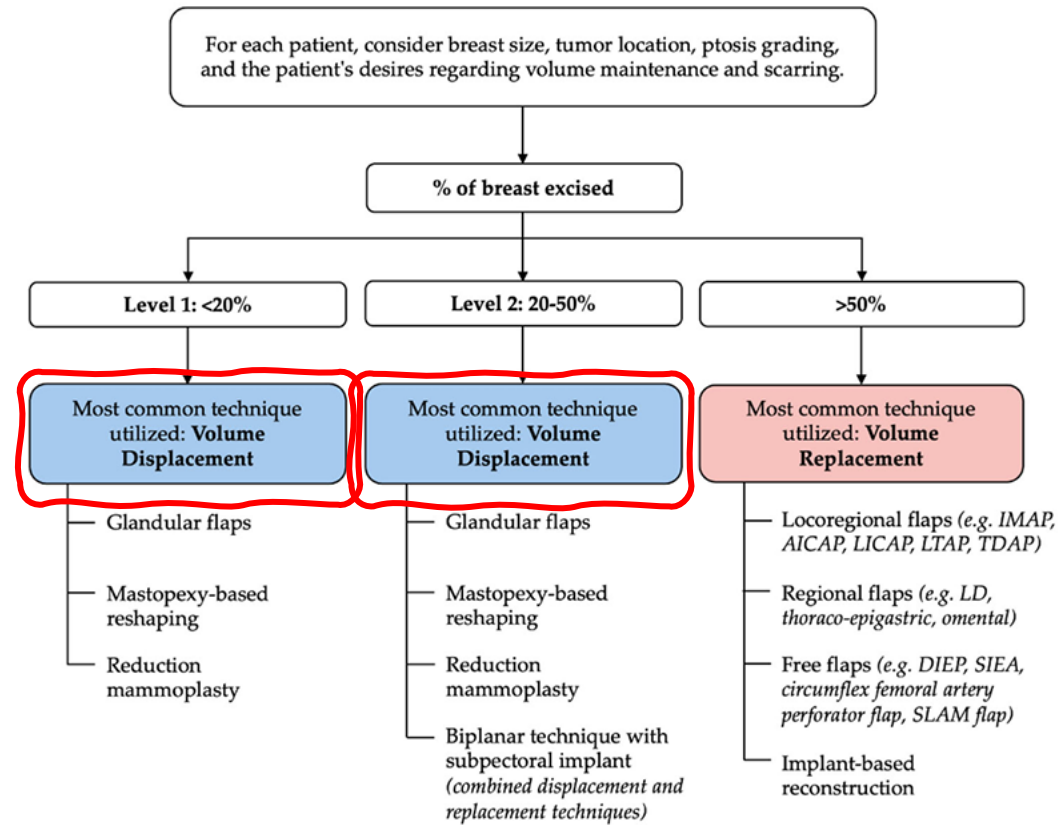 For each patient, consider breast size, tumor location, ptosis grading,
and the patient's desires regarding volume maintenance and scarring.
% of breast excised
Level 1: <20%
Level 2: 20-50%
>50%
Most common technique
utilized: Volume
Displacement
Most common technique
utilized: Volume
Displacement
Most common technique
utilized: Volume
Replacement
Glandular flaps
Mastopexy-based
reshaping
Reduction
mammoplasty
Glandular flaps
Mastopexy-based
reshaping
Reduction
mammoplasty
Biplanar technique with
subpectoral implant
(combined displacement and
replacement techniques)
Locoregional flaps (e.g. IMAP,
AICAP, LICAP, LTAP, TDAP)
Regional flaps (e.g. LD,
thoraco-epigastric, omental)
Free flaps (e.g. DIEP, SIEA,
circumflex femoral artery
perforator flap, SLAM flap)
Implant-based
reconstruction